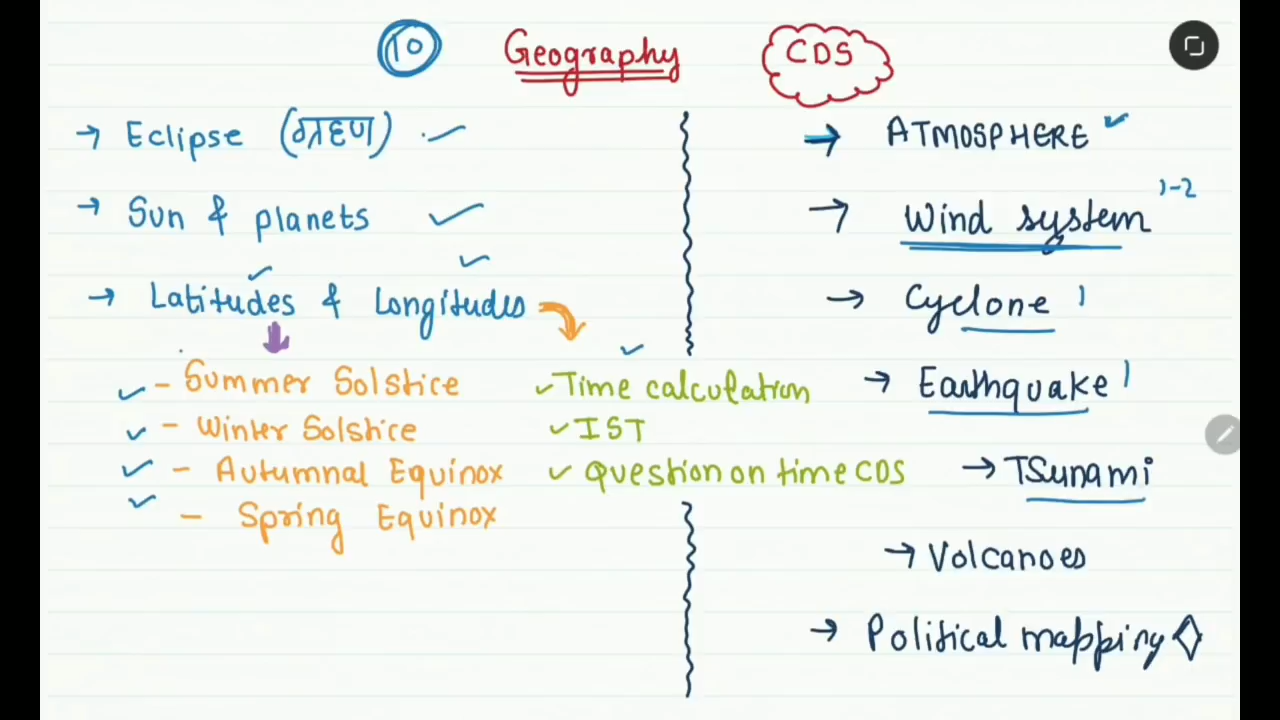 10 Geography CDS
→ Eclipse (ग्रहण)
→ Sun & planets
→ Latitudes & Longitudes
- Summer Solstice
- Winter Solstice
- Autumnal Equinox
- Spring Equinox
Time calculation
IST
Question on time CDS
→ ATMOSPHERE
→ Wind system 1-2
→ Cyclone 1
→ Earthquake 1
→ TSunami
→ Volcanoes
→ Political mapping